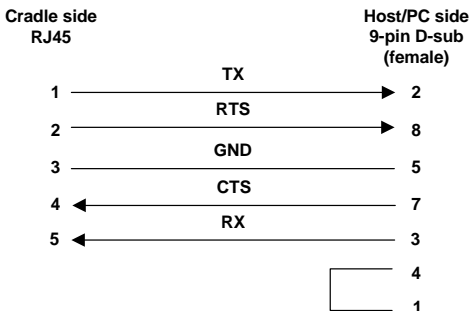 Cradle side
RJ45
Host/PC side
9-pin D-sub
(female)
TX
1 2
RTS
2 8
GND
3 5
CTS
4 7
RX
5 3
4
1